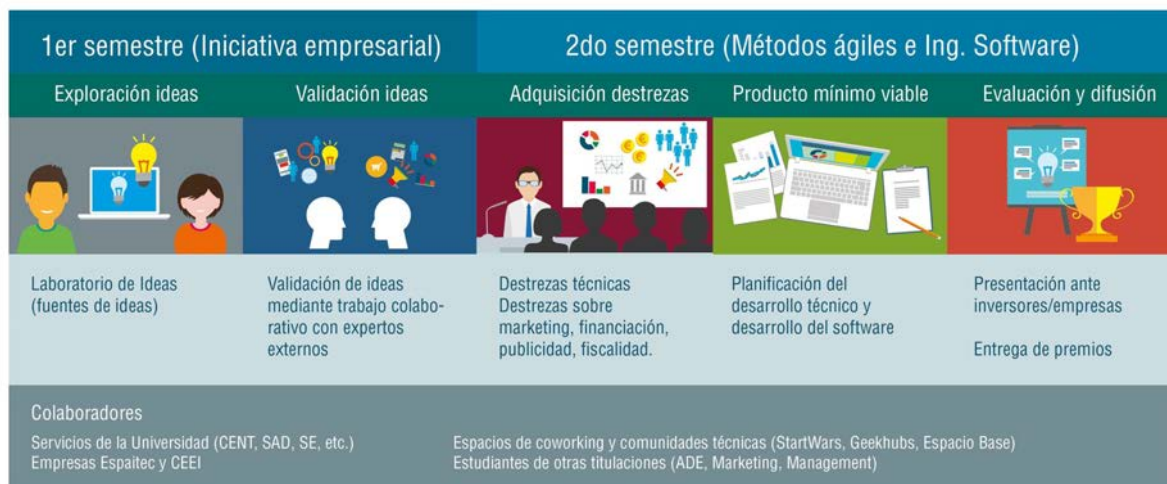 1er semestre (Iniciativa empresarial)
2do semestre (Métodos ágiles e Ing. Software)
Exploración ideas
Validación ideas
Adquisición destrezas
Producto mínimo viable
Evaluación y difusión
Laboratorio de Ideas
(fuentes de ideas)
Validación de ideas
mediante trabajo colabo-
rativo con expertos
externos
Destrezas técnicas
Destrezas sobre
marketing, financiación,
publicidad, fiscalidad.
Planificación del
desarrollo técnico y
desarrollo del software
Presentación ante
inversores/empresas
Entrega de premios
Colaboradores
Servicios de la Universidad (CENT, SAD, SE, etc.)
Empresas Espaitec y CEEI
Espacios de coworking y comunidades técnicas (StartWars, Geekhubs, Espacio Base)
Estudiantes de otras titulaciones (ADE, Marketing, Management)